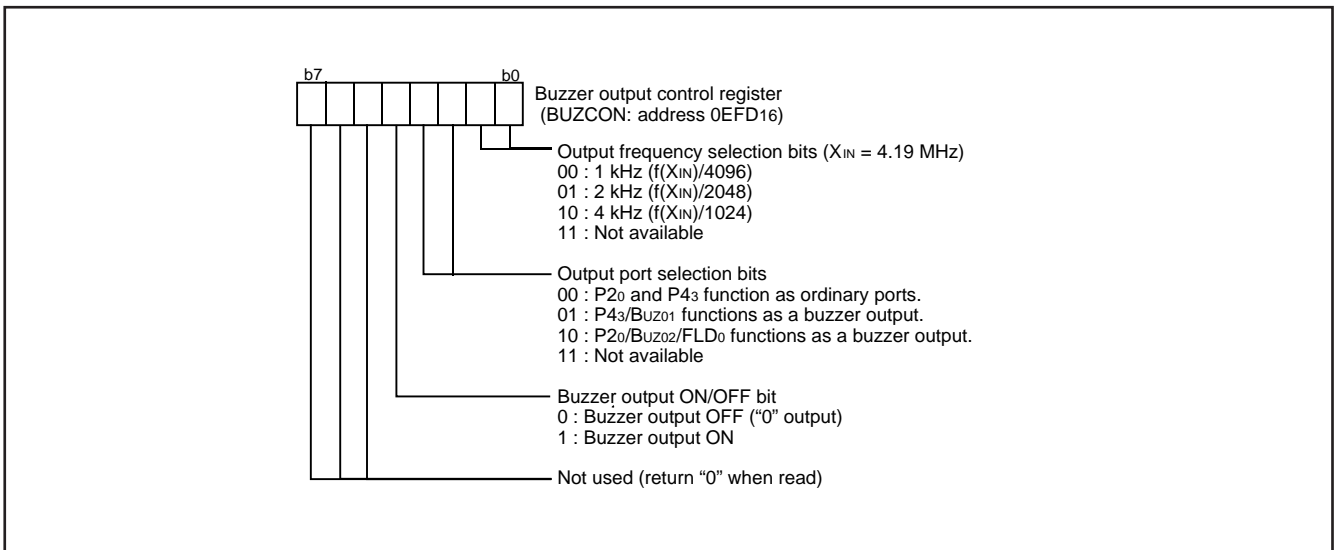 b7 b0
Buzzer output control register
(BUZCON: address 0EFD16)
Output frequency selection bits (XIN = 4.19 MHz)
00 : 1 kHz (f(XIN)/4096)
01 : 2 kHz (f(XIN)/2048)
10 : 4 kHz (f(XIN)/1024)
11 : Not available
Output port selection bits
00 : P20 and P43 function as ordinary ports.
01 : P43/BUZ01 functions as a buzzer output.
10 : P20/BUZ02/FLD0 functions as a buzzer output.
11 : Not available
Buzzer output ON/OFF bit
0 : Buzzer output OFF (“0” output)
1 : Buzzer output ON
Not used (return “0” when read)